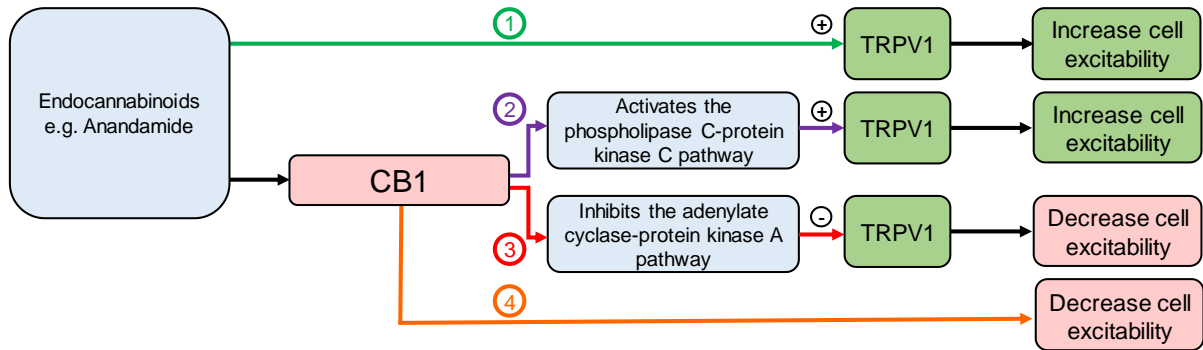 1
+
TRPV1
Increase cell
excitability
Endocannabinoids
e.g. Anandamide
2
Activates the
phospholipase C-protein
kinase C pathway
+
TRPV1
Increase cell
excitability
CB1
3
Inhibits the adenylate
cyclase-protein kinase A
pathway
-
TRPV1
Decrease cell
excitability
4
Decrease cell
excitability